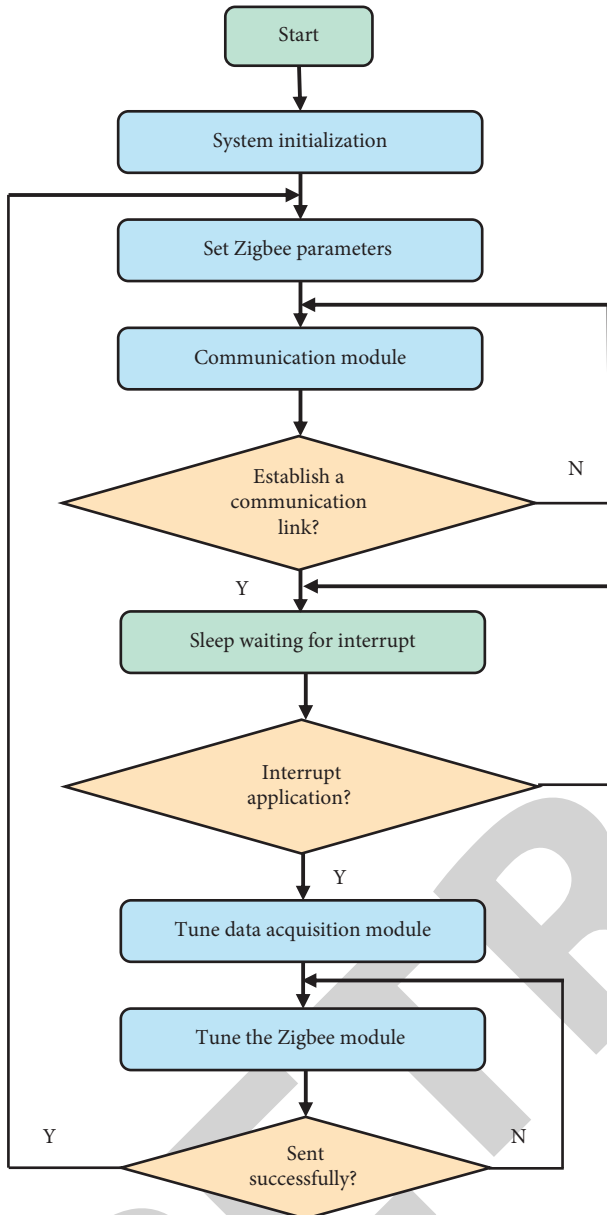 Start
System initialization
Set Zigbee parameters
Communication module
Establish a
communication
link?
N
Y
Sleep waiting for interrupt
Interrupt
application?
Y
Tune data acquisition module
Tune the Zigbee module
Y
N
Sent
successfully?